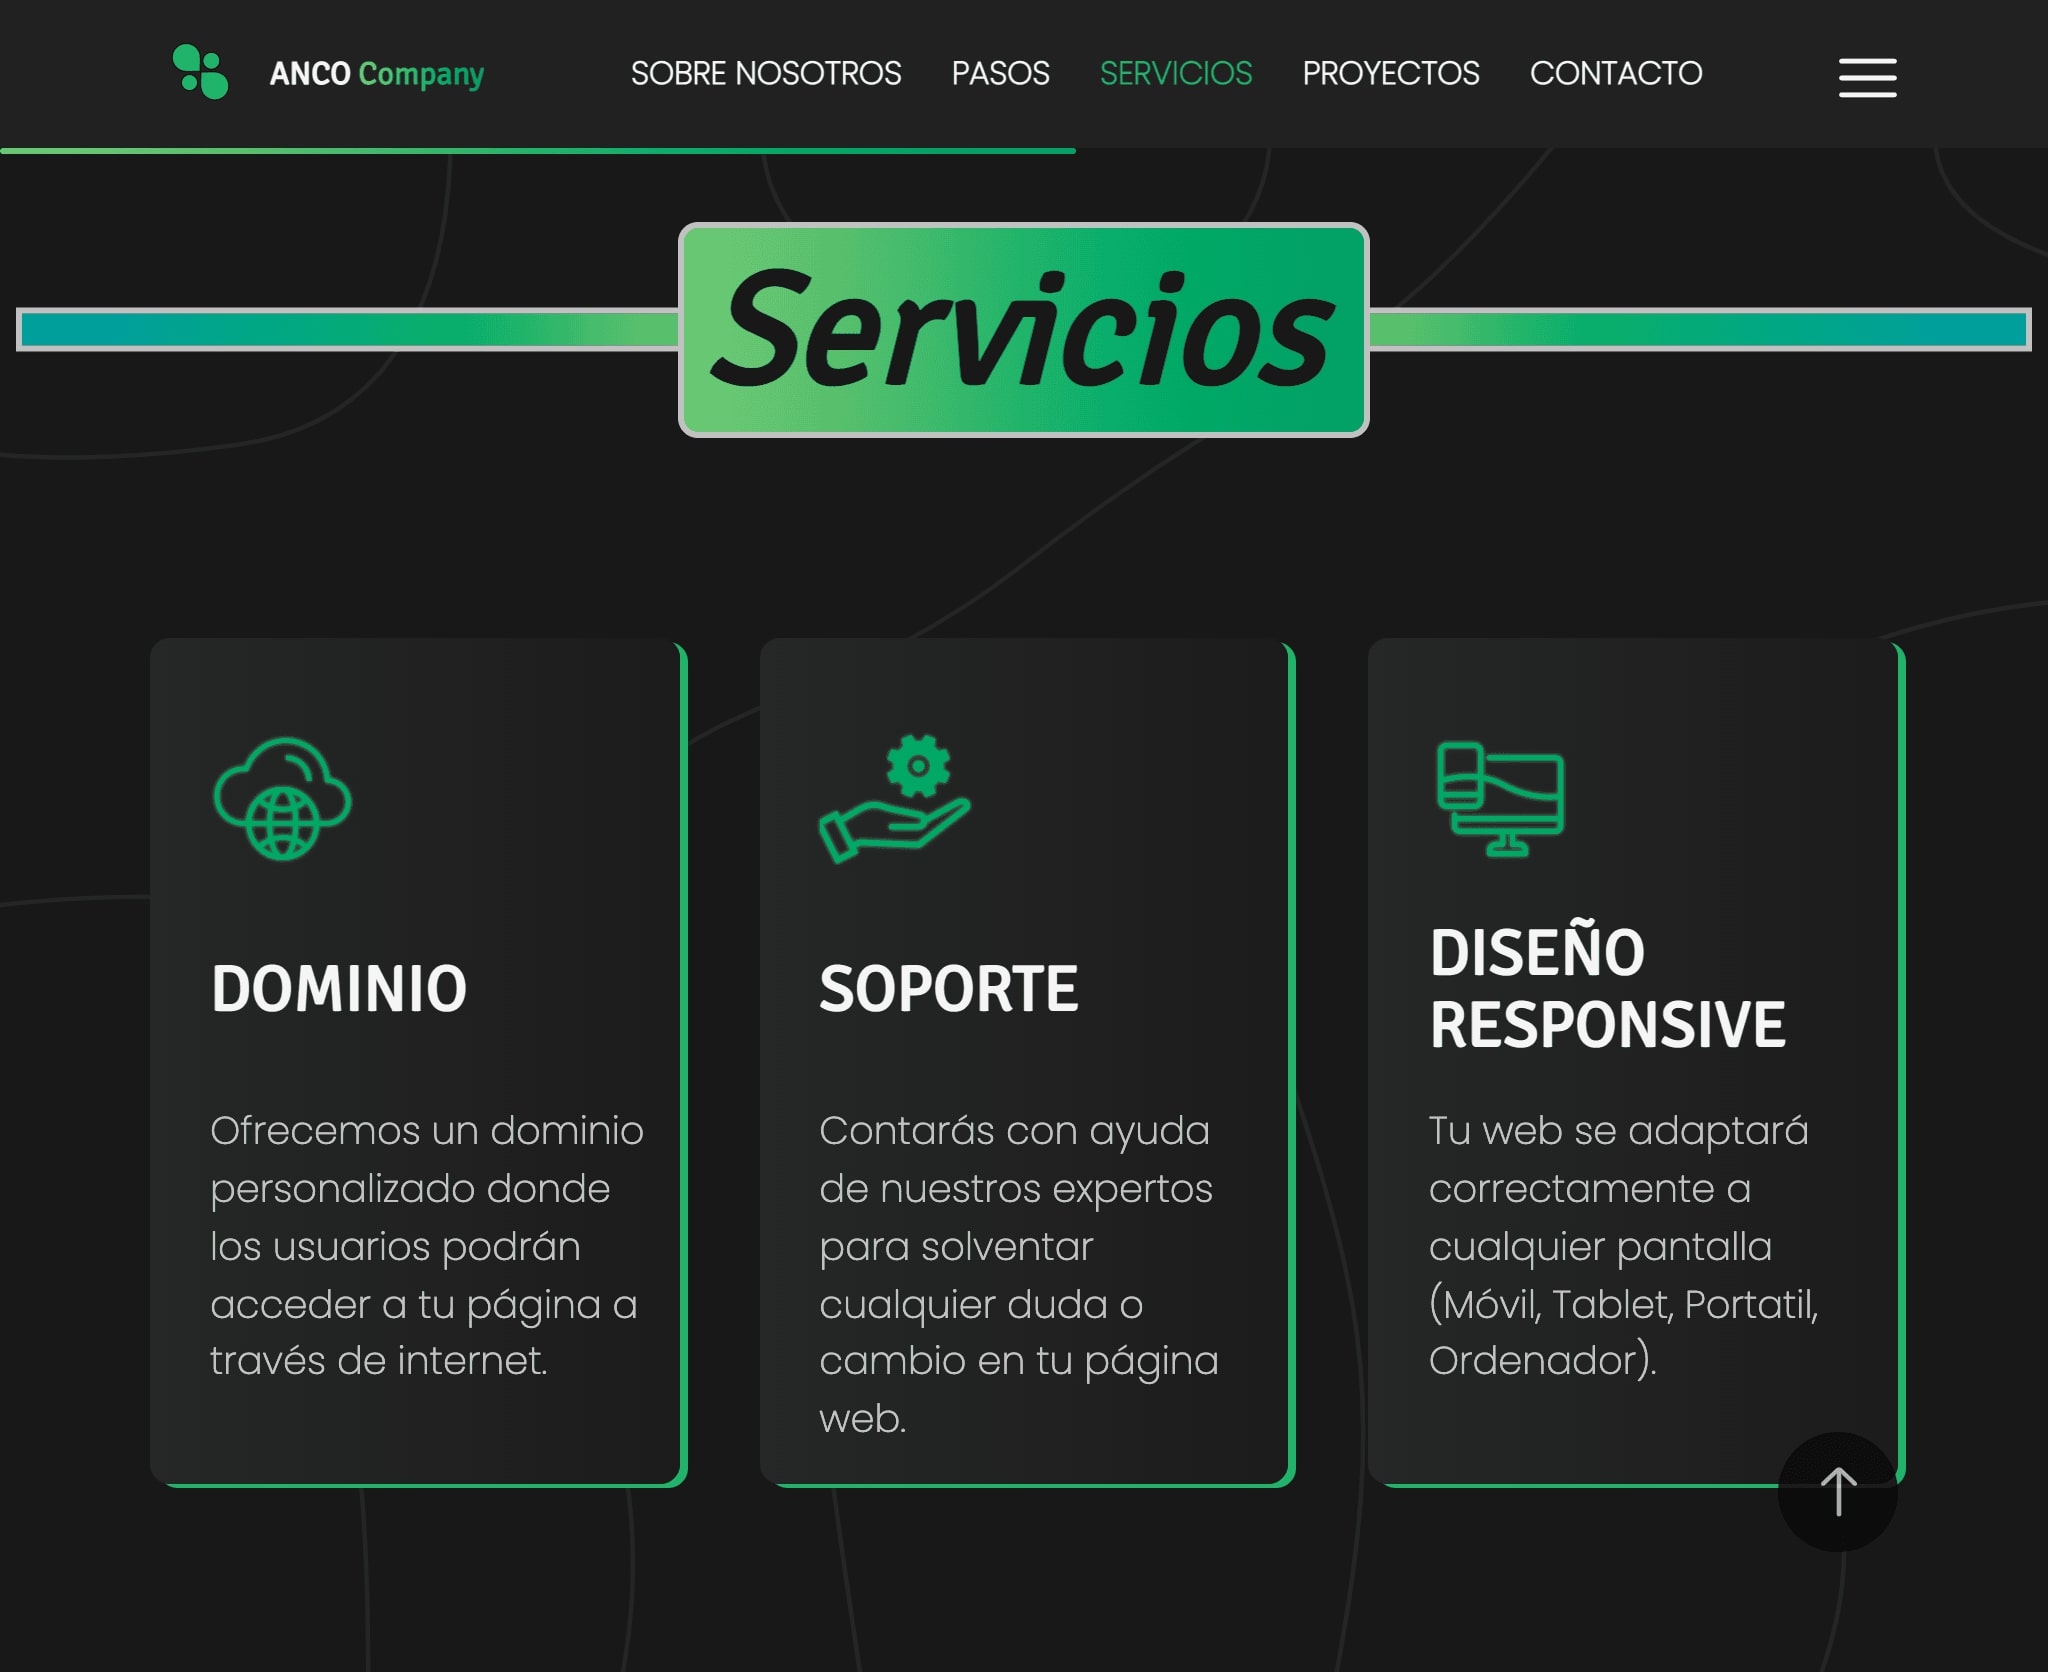 ANCO Company
SOBRE NOSOTROS PASOS SERVICIOS PROYECTOS CONTACTO
Servicios
DOMINIO
Ofrecemos un dominio
personalizado donde
los usuarios podrán
acceder a tu página a
través de internet.
SOPORTE
Contarás con ayuda
de nuestros expertos
para solventar
cualquier duda o
cambio en tu página
web.
DISEÑO
RESPONSIVE
Tu web se adaptará
correctamente a
cualquier pantalla
(Móvil, Tablet, Portatil,
Ordenador).